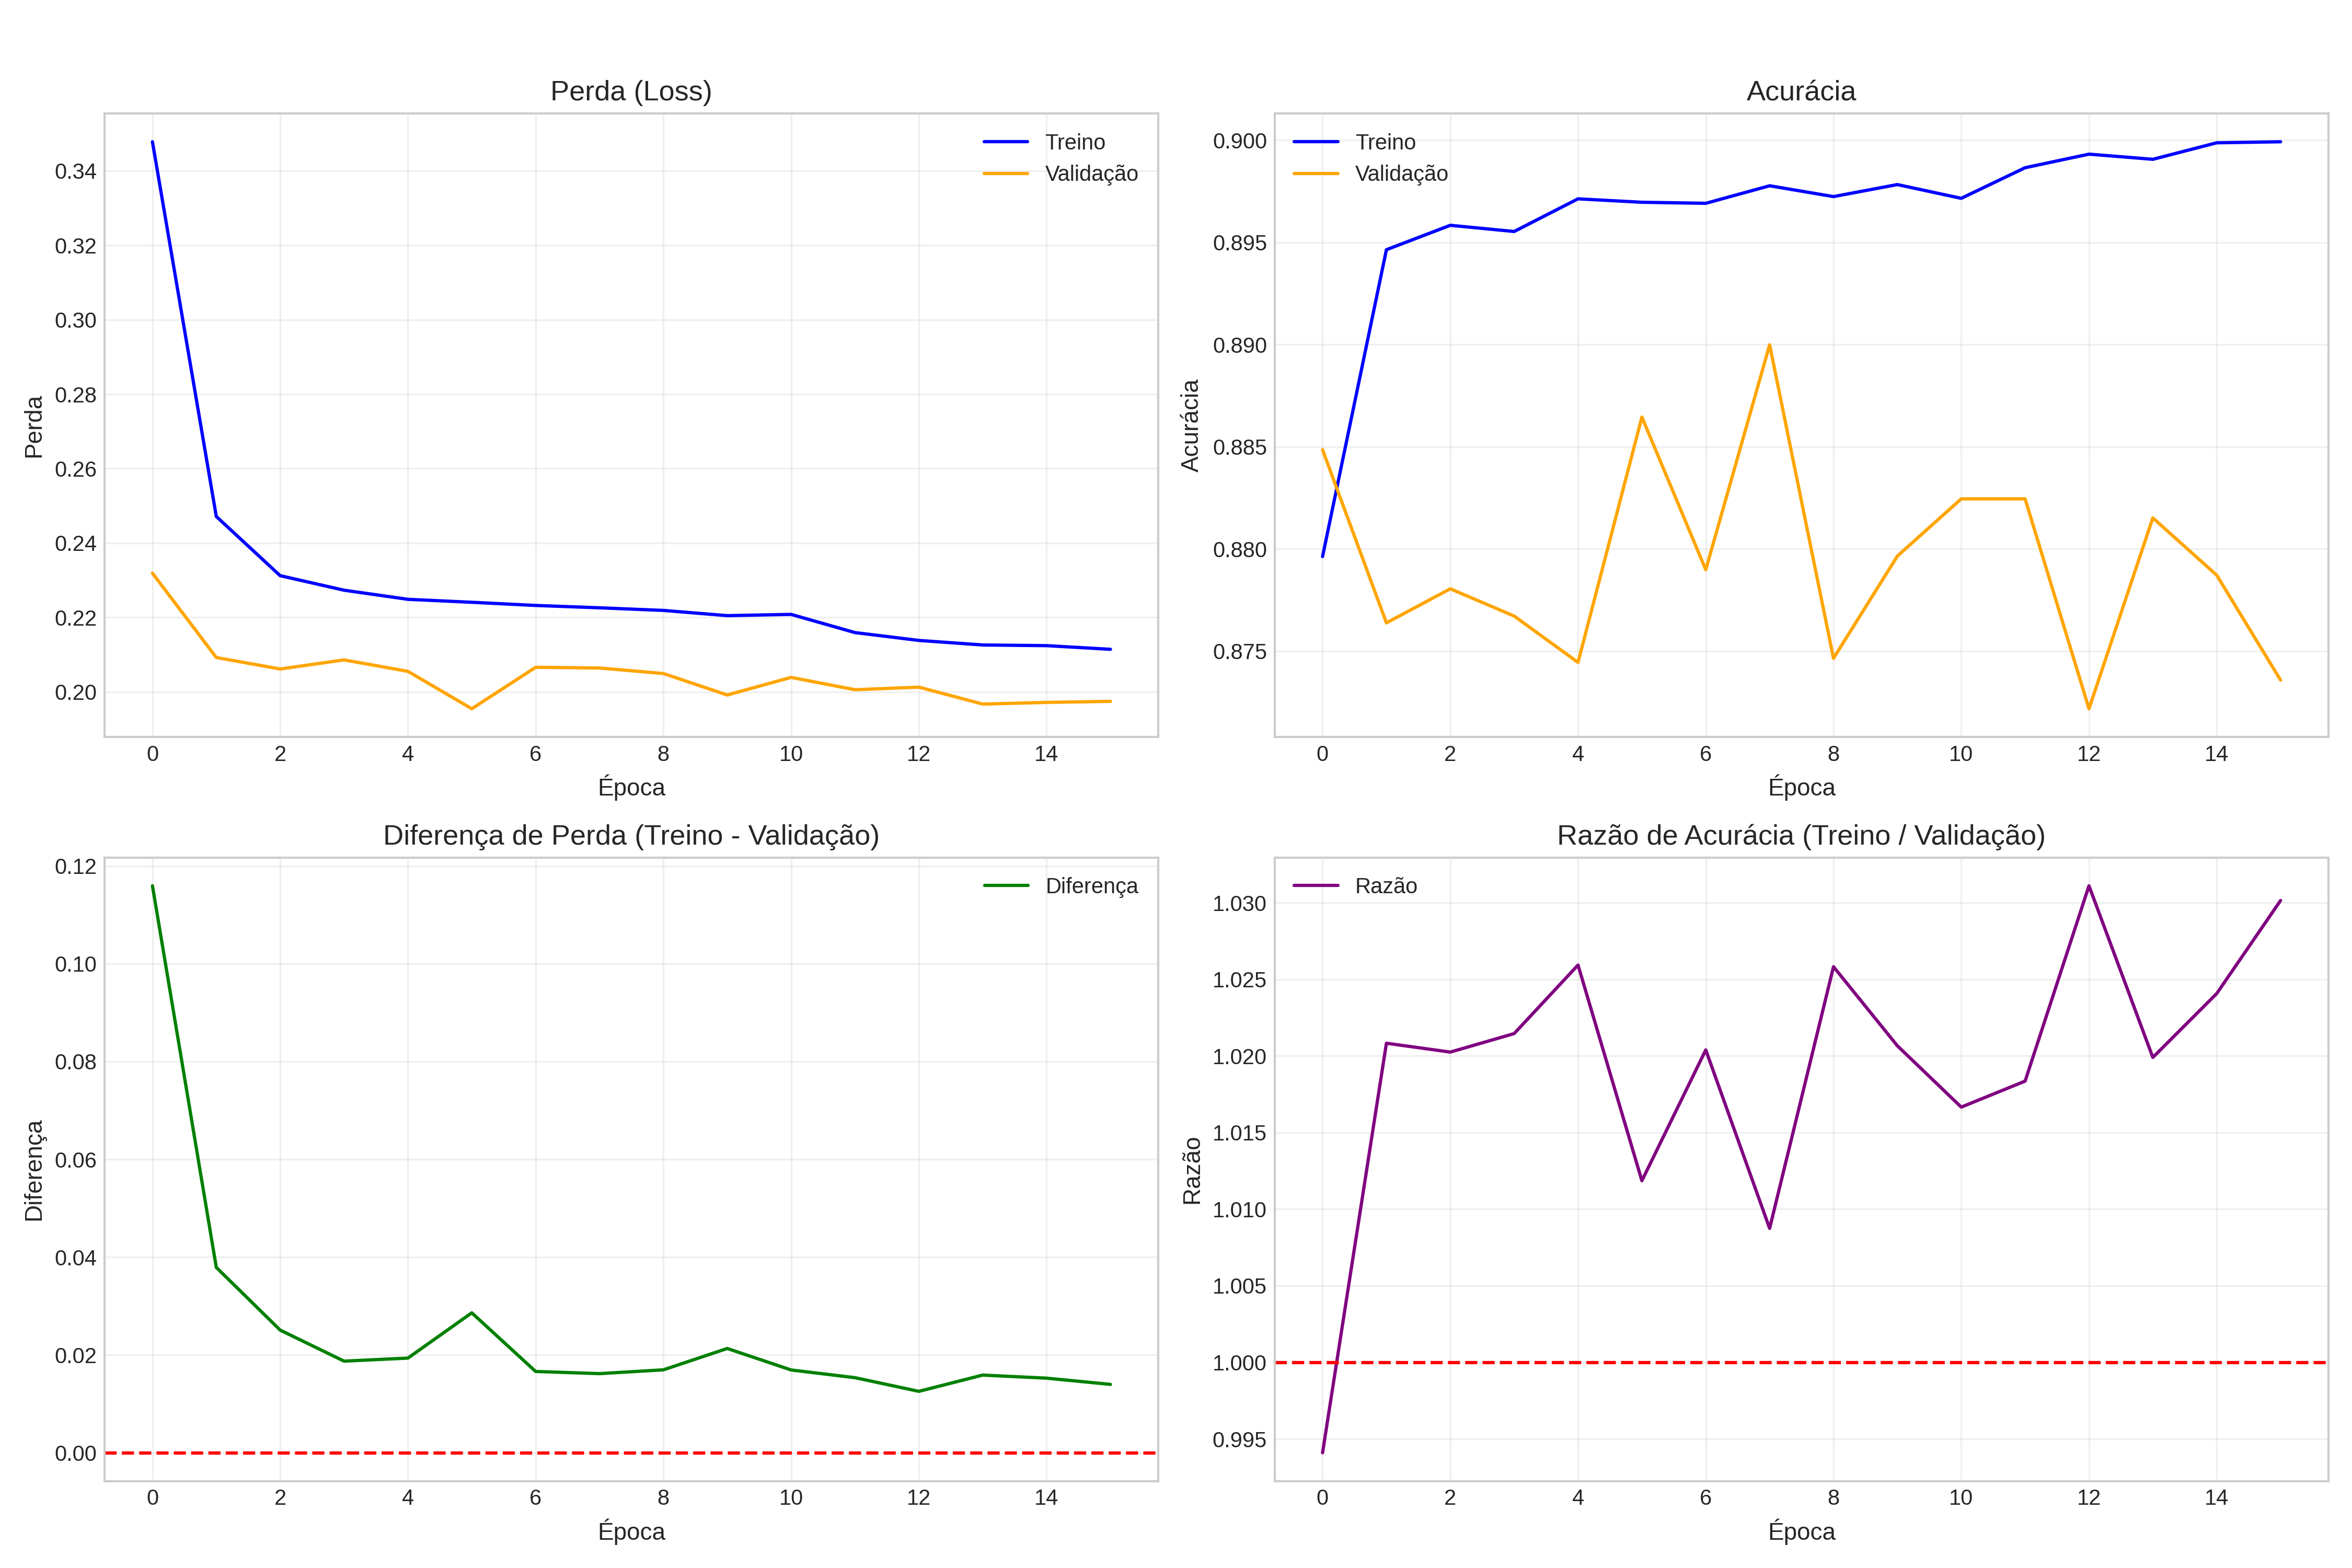 Perda (Loss)
Treino
Validação
0.34
0.32
0.30
0.28
0.26
0.24
0.22
0.20
Perda
0 2 4 6 8 10 12 14
Época
Acurácia
Treino
Validação
0.900
0.895
0.890
0.885
0.880
0.875
Acurácia
0 2 4 6 8 10 12 14
Época
Diferença de Perda (Treino - Validação)
Diferença
0.12
0.10
0.08
0.06
0.04
0.02
0.00
Diferença
0 2 4 6 8 10 12 14
Época
Razão de Acurácia (Treino / Validação)
Razão
1.030
1.025
1.020
1.015
1.010
1.005
1.000
0.995
Razão
0 2 4 6 8 10 12 14
Época